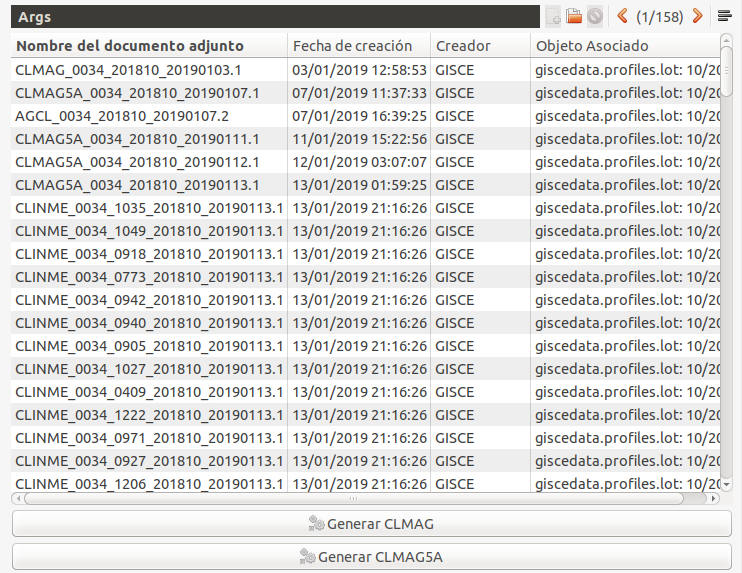 Args (1/158)
Nombre del documento adjunto Fecha de creación Creador Objeto Asociado
CLMAG_0034_201810_20190103.1 03/01/2019 12:58:53 GISCE giscedata.profiles.lot: 10/20
CLMAG5A_0034_201810_20190107.1 07/01/2019 11:37:33 GISCE giscedata.profiles.lot: 10/20
AGCL_0034_201810_20190107.2 07/01/2019 16:39:25 GISCE giscedata.profiles.lot: 10/20
CLMAG5A_0034_201810_20190111.1 11/01/2019 15:22:56 GISCE giscedata.profiles.lot: 10/20
CLMAG5A_0034_201810_20190112.1 12/01/2019 03:07:07 GISCE giscedata.profiles.lot: 10/20
CLMAG5A_0034_201810_20190113.1 13/01/2019 01:59:25 GISCE giscedata.profiles.lot: 10/20
CLINME_0034_1035_201810_20190113.1 13/01/2019 21:16:26 GISCE giscedata.profiles.lot: 10/20
CLINME_0034_1049_201810_20190113.1 13/01/2019 21:16:26 GISCE giscedata.profiles.lot: 10/20
CLINME_0034_0918_201810_20190113.1 13/01/2019 21:16:26 GISCE giscedata.profiles.lot: 10/20
CLINME_0034_0773_201810_20190113.1 13/01/2019 21:16:26 GISCE giscedata.profiles.lot: 10/20
CLINME_0034_0942_201810_20190113.1 13/01/2019 21:16:26 GISCE giscedata.profiles.lot: 10/20
CLINME_0034_0940_201810_20190113.1 13/01/2019 21:16:26 GISCE giscedata.profiles.lot: 10/20
CLINME_0034_0905_201810_20190113.1 13/01/2019 21:16:26 GISCE giscedata.profiles.lot: 10/20
CLINME_0034_1027_201810_20190113.1 13/01/2019 21:16:26 GISCE giscedata.profiles.lot: 10/20
CLINME_0034_0409_201810_20190113.1 13/01/2019 21:16:26 GISCE giscedata.profiles.lot: 10/20
CLINME_0034_1222_201810_20190113.1 13/01/2019 21:16:26 GISCE giscedata.profiles.lot: 10/20
CLINME_0034_0971_201810_20190113.1 13/01/2019 21:16:26 GISCE giscedata.profiles.lot: 10/20
CLINME_0034_0927_201810_20190113.1 13/01/2019 21:16:26 GISCE giscedata.profiles.lot: 10/20
CLINME_0034_1206_201810_20190113.1 13/01/2019 21:16:26 GISCE giscedata.profiles.lot: 10/20
Generar CLMAG
Generar CLMAG5A